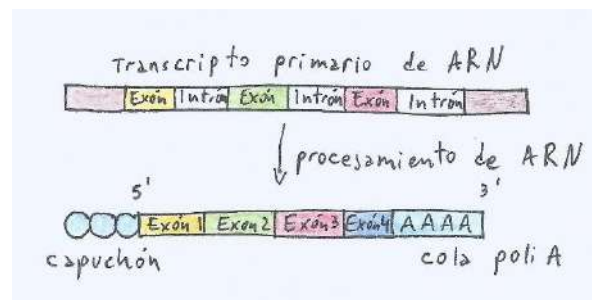 Transcripto primario de ARN
Exón Intrón Exón Intrón Exón Intrón
procesamiento de ARN
5' 3'
Exón 1 Exón 2 Exón 3 Exón 4 AAAA
capuchón cola poli A